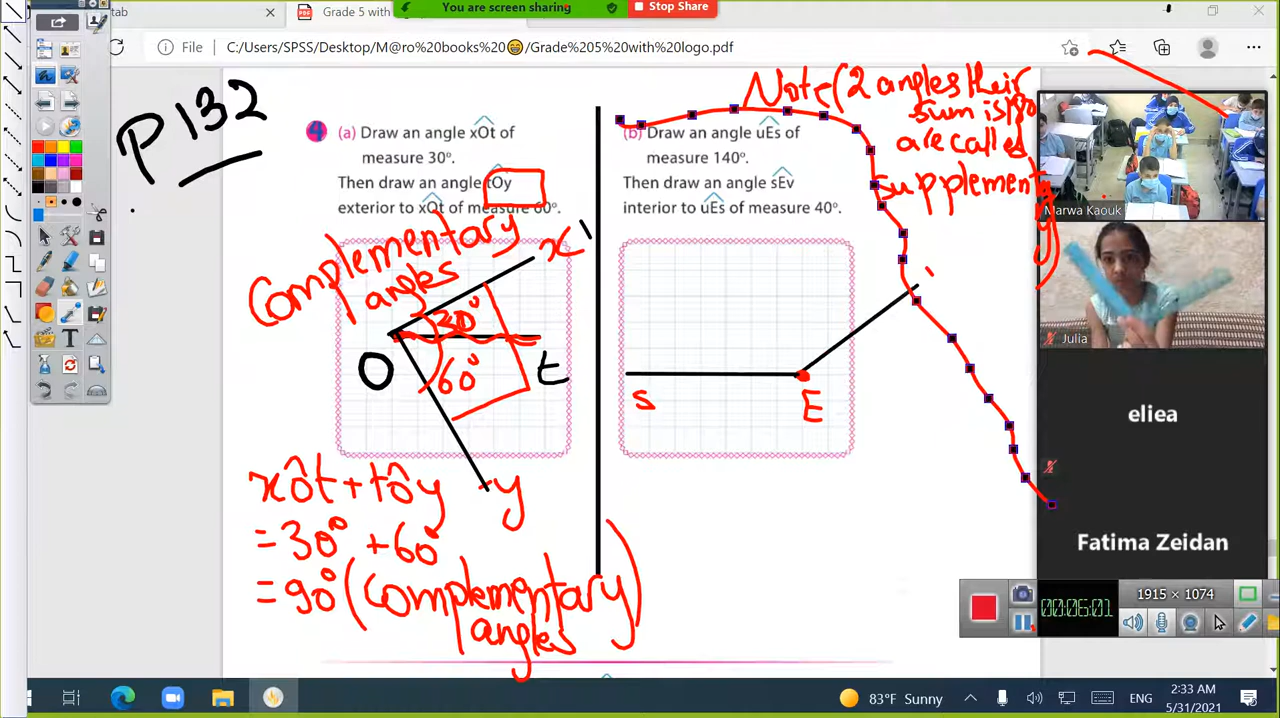 tab
Grade 5 with
You are screen sharing
Stop Share
File
C:/Users/SPSS/Desktop/M@ro%20books%20😄/Grade%205%20with%20logo.pdf
P132
4 (a) Draw an angle xOt of
measure 30°.
Then draw an angle tOy
exterior to xOt of measure 60°.
Complementary
angles
x
30°
60°
O
t
y
xôt + tôy
= 30° + 60°
= 90° (Complementary
angles)
Note (2 angles their
sum is 180
are called
supplementary)
(b) Draw an angle uEs of
measure 140°.
Then draw an angle sEv
interior to uEs of measure 40°.
S
E
Marwa Kaouk
Julia
eliea
Fatima Zeidan
00:06:01
1915 × 1074
83°F Sunny
ENG
2:33 AM
5/31/2021